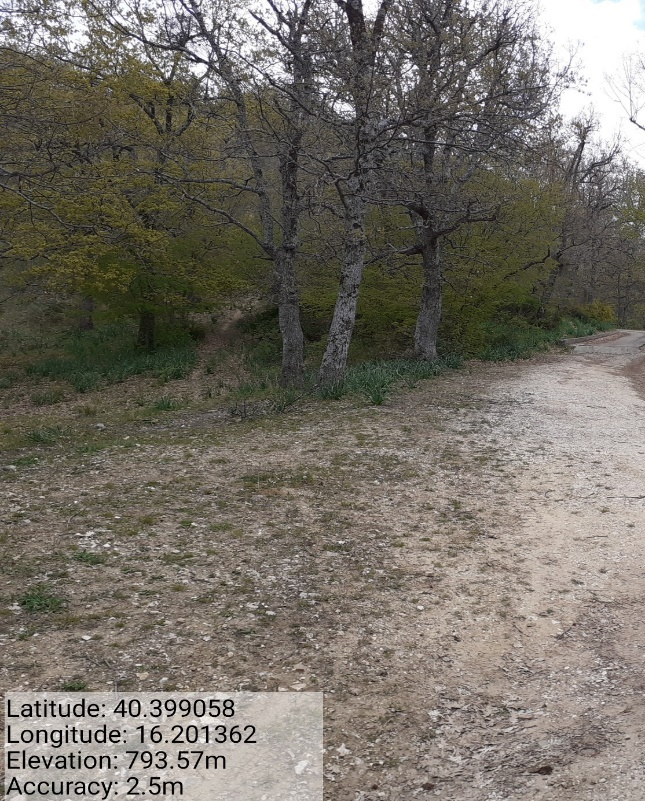 Latitude: 40.399058
Longitude: 16.201362
Elevation: 793.57m
Accuracy: 2.5m